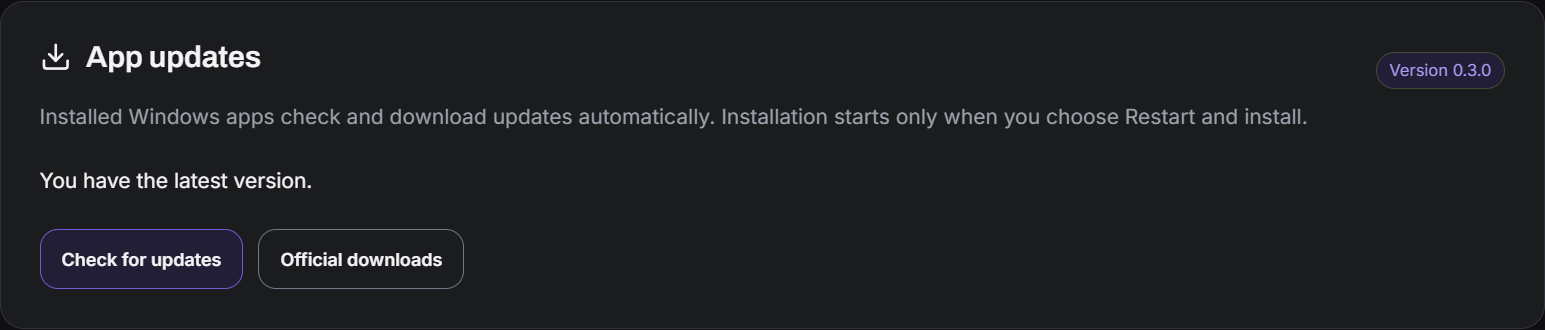 App updates
Version 0.3.0
Installed Windows apps check and download updates automatically. Installation starts only when you choose Restart and install.
You have the latest version.
Check for updates
Official downloads